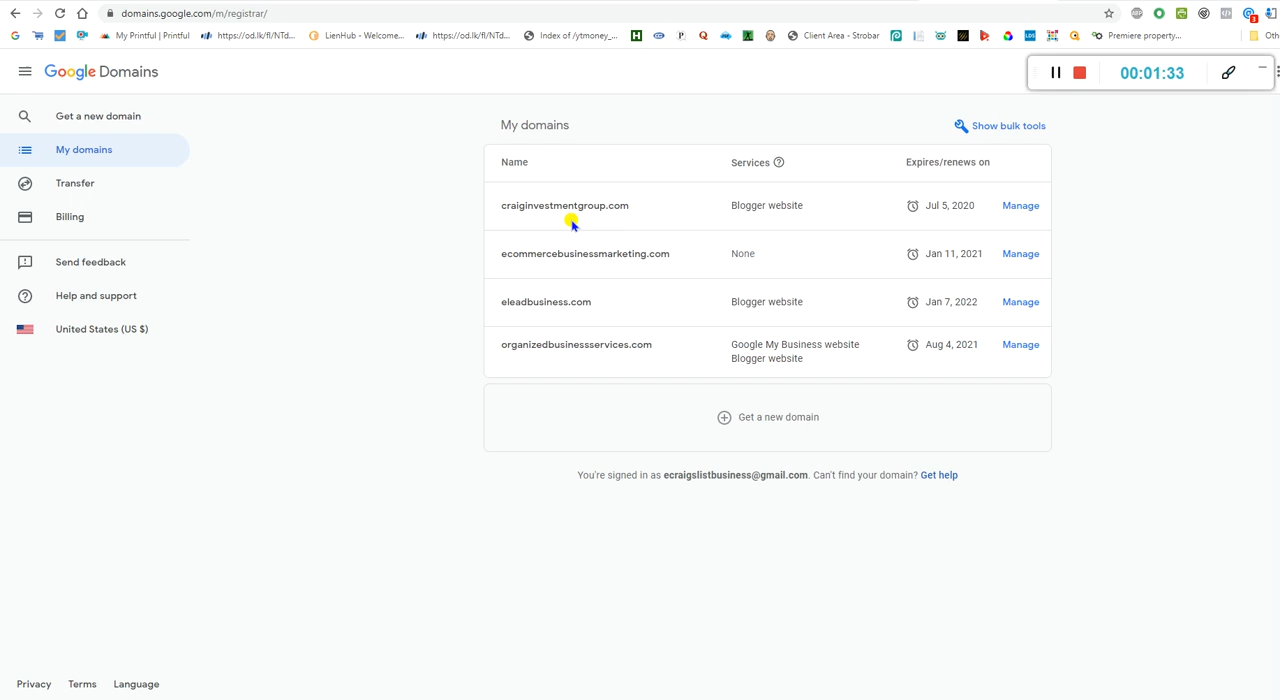 domains.google.com/m/registrar/
My Printful | Printful https://od.lk/fl/NTd... LienHub - Welcome... https://od.lk/fl/NTd... Index of /ytmoney_... Client Area - Strobar Premiere property... Oth
Google Domains
00:01:33
Get a new domain
My domains
Transfer
Billing
Send feedback
Help and support
United States (US $)
My domains
Show bulk tools
Name Services Expires/renews on
craiginvestmentgroup.com Blogger website Jul 5, 2020 Manage
ecommercebusinessmarketing.com None Jan 11, 2021 Manage
eleadbusiness.com Blogger website Jan 7, 2022 Manage
organizedbusinessservices.com Google My Business website Aug 4, 2021 Manage
Blogger website
Get a new domain
You're signed in as ecraigslistbusiness@gmail.com. Can't find your domain? Get help
Privacy Terms Language